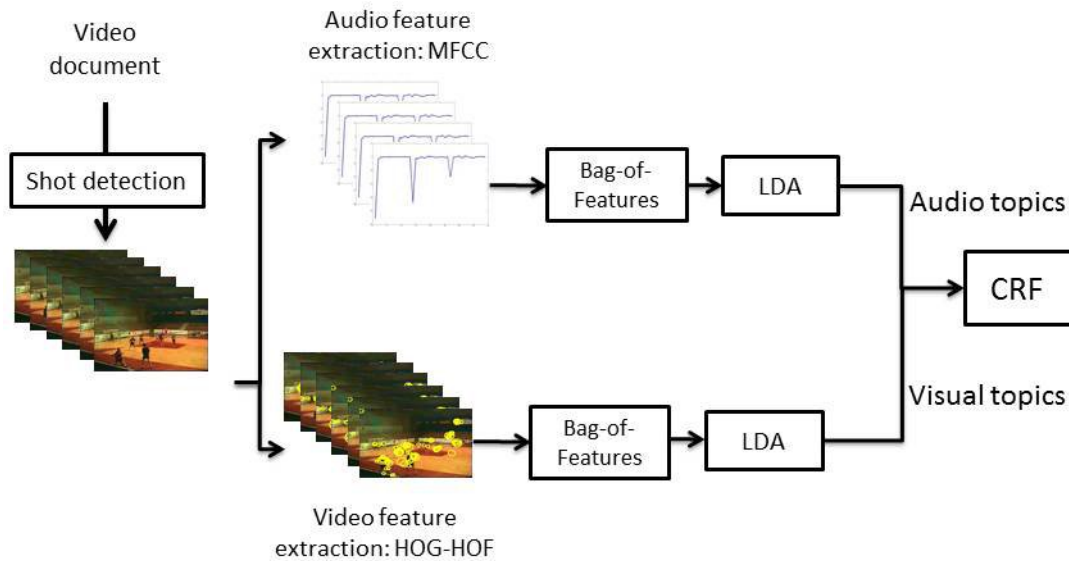 Video
document
Shot detection
Audio feature
extraction: MFCC
Bag-of-
Features
LDA
Audio topics
CRF
Visual topics
Bag-of-
Features
LDA
Video feature
extraction: HOG-HOF